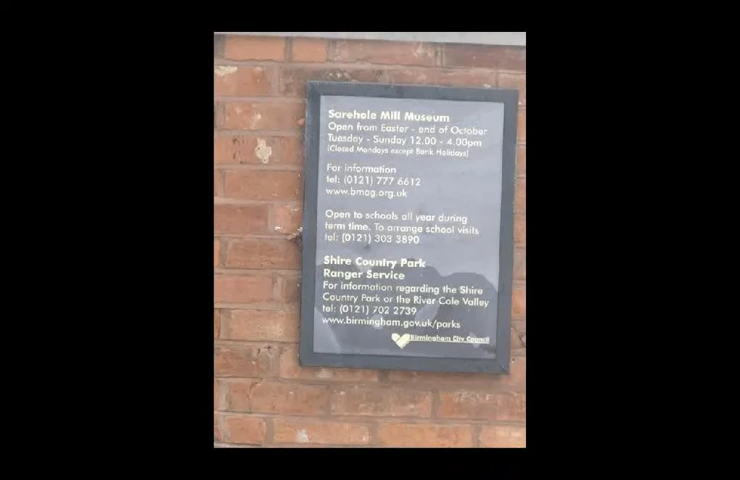 Sarehole Mill Museum
Open from Easter - end of October
Tuesday - Sunday 12.00 - 4.00pm
(Closed Mondays except Bank Holidays)
For information
tel: (0121) 777 6612
www.bmag.org.uk
Open to schools all year during
term time. To arrange school visits
tel: (0121) 303 3890
Shire Country Park
Ranger Service
For information regarding the Shire
Country Park or the River Cole Valley
tel: (0121) 702 2739
www.birmingham.gov.uk/parks
Birmingham City Council